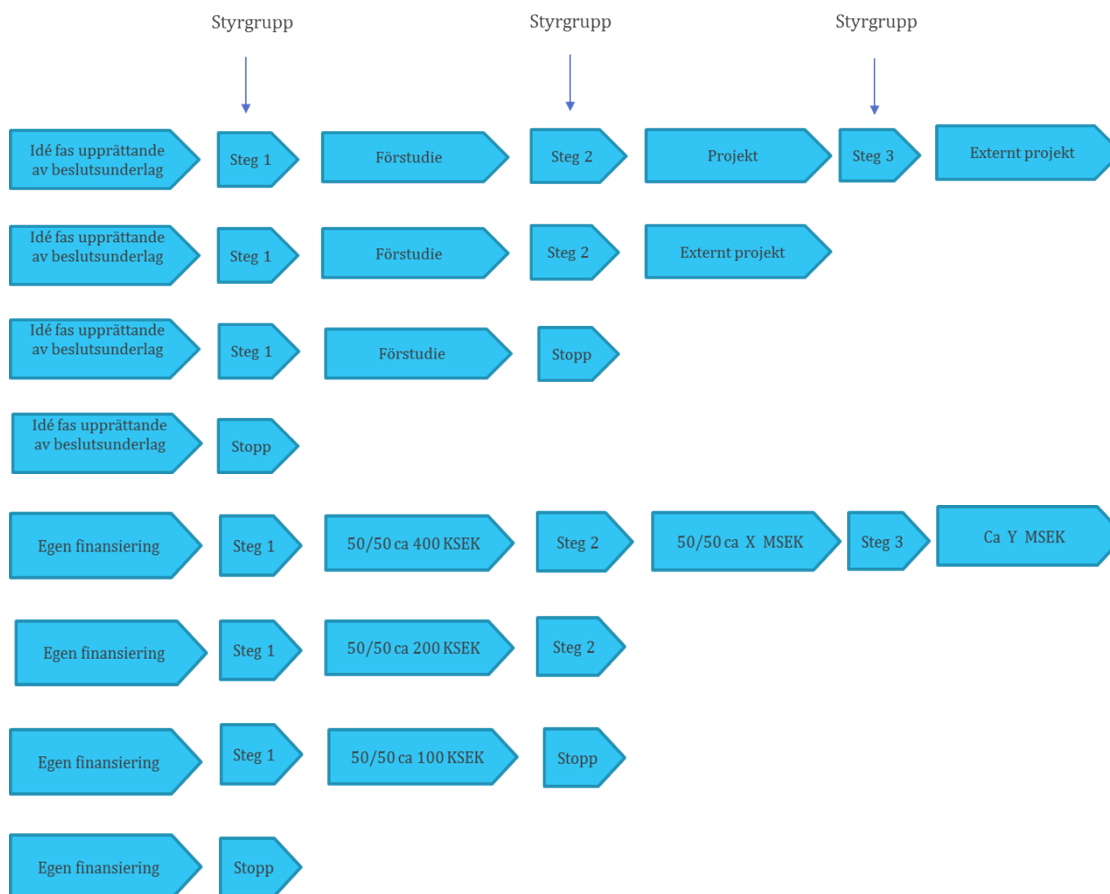 Styrgrupp Styrgrupp Styrgrupp
Idé fas upprättande
av beslutsunderlag
Steg 1
Förstudie
Steg 2
Projekt
Steg 3
Externt projekt
Idé fas upprättande
av beslutsunderlag
Steg 1
Förstudie
Steg 2
Externt projekt
Idé fas upprättande
av beslutsunderlag
Steg 1
Förstudie
Stopp
Idé fas upprättande
av beslutsunderlag
Stopp
Egen finansiering
Steg 1
50/50 ca 400 KSEK
Steg 2
50/50 ca X MSEK
Steg 3
Ca Y MSEK
Egen finansiering
Steg 1
50/50 ca 200 KSEK
Steg 2
Egen finansiering
Steg 1
50/50 ca 100 KSEK
Stopp
Egen finansiering
Stopp